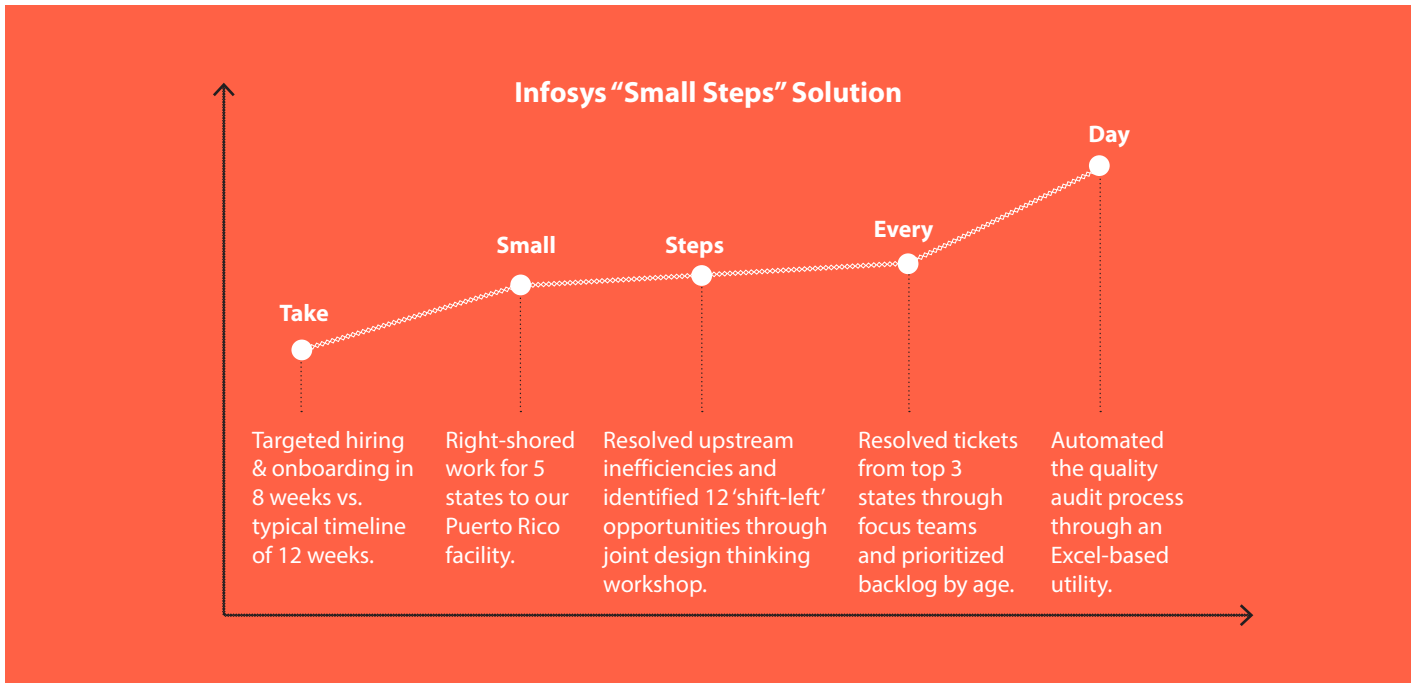 Infosys “Small Steps” Solution
Take
Small
Steps
Every
Day
Targeted hiring
& onboarding in
8 weeks vs.
typical timeline
of 12 weeks.
Right-shored
work for 5
states to our
Puerto Rico
facility.
Resolved upstream
inefficiencies and
identified 12 ‘shift-left’
opportunities through
joint design thinking
workshop.
Resolved tickets
from top 3
states through
focus teams
and prioritized
backlog by age.
Automated
the quality
audit process
through an
Excel-based
utility.